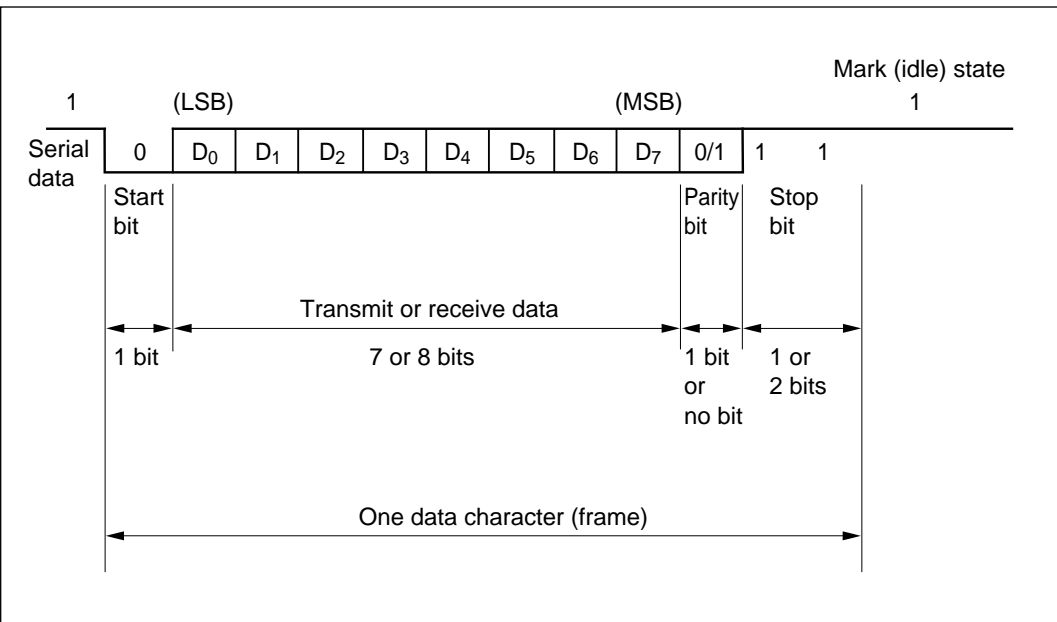 Mark (idle) state
1 (LSB) (MSB) 1
Serial data
0 D₀ D₁ D₂ D₃ D₄ D₅ D₆ D₇ 0/1 1 1
Start bit
Parity bit
Stop bit
Transmit or receive data
1 bit
7 or 8 bits
1 bit or no bit
1 or 2 bits
One data character (frame)